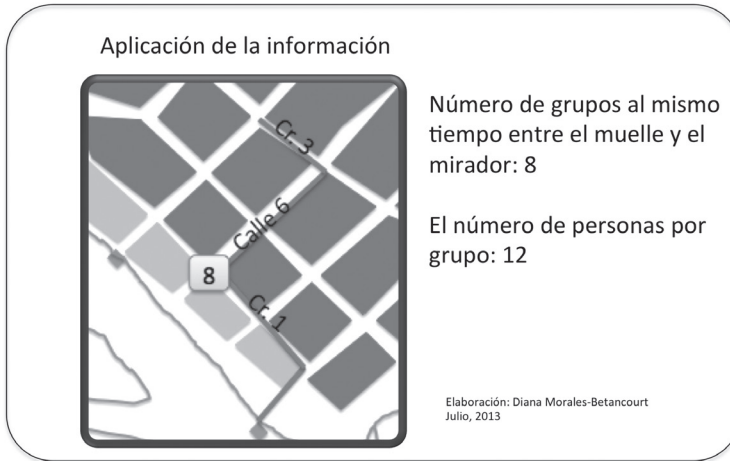 Aplicación de la información
Cr. 3
Calle 6
8
Cr. 1
Número de grupos al mismo
tiempo entre el muelle y el
mirador: 8
El número de personas por
grupo: 12
Elaboración: Diana Morales-Betancourt
Julio, 2013